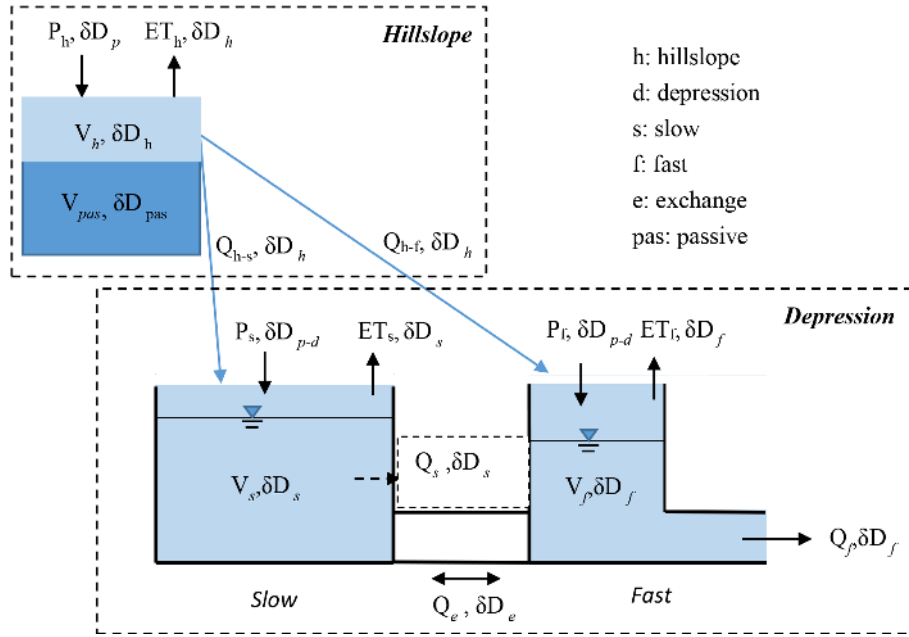 Pₕ, δD𝑝 ETₕ, δDℎ
Hillslope
Vℎ, δDₕ
V𝑝𝑎𝑠, δDpas
Qh-s, δDℎ
Qh-f, δDℎ
h: hillslope
d: depression
s: slow
f: fast
e: exchange
pas: passive
Depression
Pₛ, δD𝑝-𝑑 ETₛ, δD𝑠
Pf, δD𝑝-𝑑 ETf, δD𝑓
Q𝑠,δD𝑠
V𝑠,δD𝑠
V𝑓,δD𝑓
Q𝑓,δD𝑓
Slow
Q𝑒 , δD𝑒
Fast